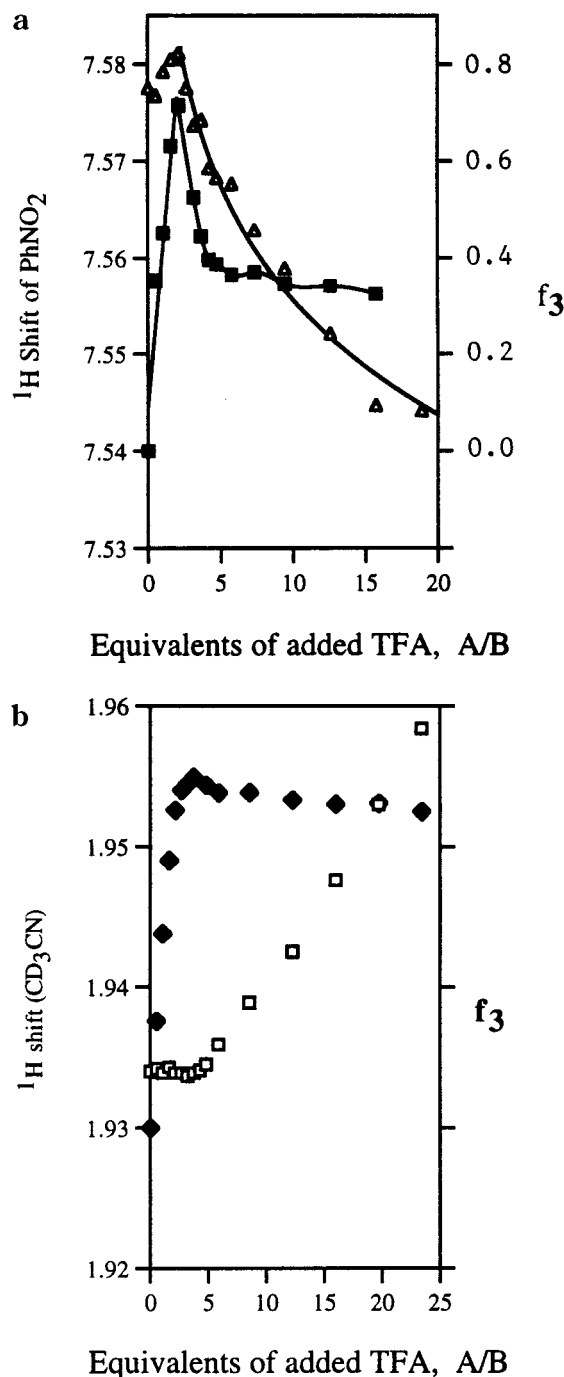 a
7.58
7.57
7.56
7.55
7.54
7.53
0.8
0.6
0.4
0.2
0.0
¹H Shift of PhNO₂
f₃
0 5 10 15 20
Equivalents of added TFA, A/B
b
1.96
1.95
1.94
1.93
1.92
¹H shift (CD₃CN)
f₃
0 5 10 15 20 25
Equivalents of added TFA, A/B